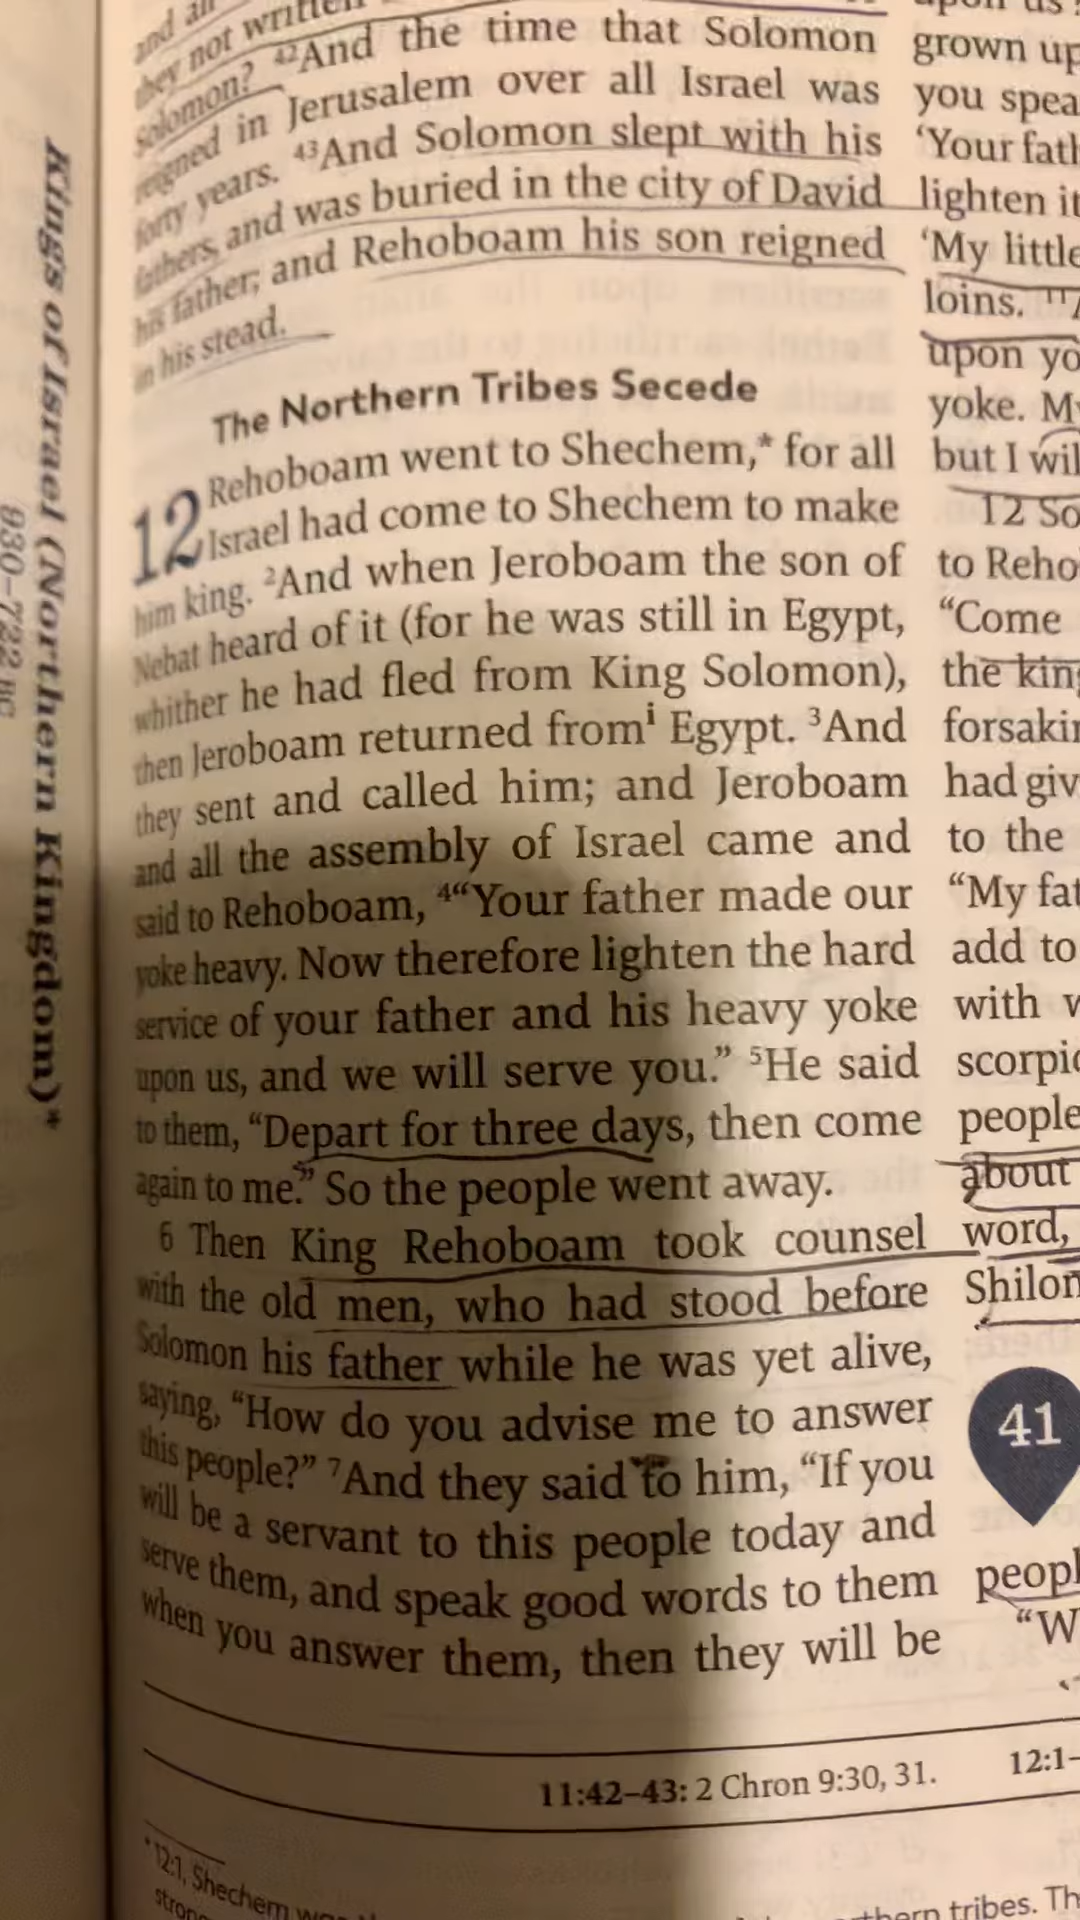 and all
they not written
solomon? 42And the time that Solomon
reigned in Jerusalem over all Israel was
forty years. 43And Solomon slept with his
fathers, and was buried in the city of David
his father; and Rehoboam his son reigned
in his stead.
The Northern Tribes Secede
12 Rehoboam went to Shechem,* for all
Israel had come to Shechem to make
him king. 2And when Jeroboam the son of
Nebat heard of it (for he was still in Egypt,
whither he had fled from King Solomon),
then Jeroboam returned fromi Egypt. 3And
they sent and called him; and Jeroboam
and all the assembly of Israel came and
said to Rehoboam, 4“Your father made our
yoke heavy. Now therefore lighten the hard
service of your father and his heavy yoke
upon us, and we will serve you.” 5He said
to them, “Depart for three days, then come
again to me.” So the people went away.
6 Then King Rehoboam took counsel
with the old men, who had stood before
Solomon his father while he was yet alive,
saying, “How do you advise me to answer
this people?” 7And they said to him, “If you
will be a servant to this people today and
serve them, and speak good words to them
when you answer them, then they will be
upon us
grown up
you spea
‘Your fath
lighten it
‘My little
loins. 11A
upon yo
yoke. My
but I wil
12 So
to Reho
“Come
the king
forsakin
had giv
to the
“My fat
add to
with w
scorpio
people
about
word,
Shilon
41
peopl
“W
11:42–43: 2 Chron 9:30, 31.
12:1–
*12:1, Shechem was
strong
thern tribes. Th
Kings of Israel (Northern Kingdom)*
930–722 BC